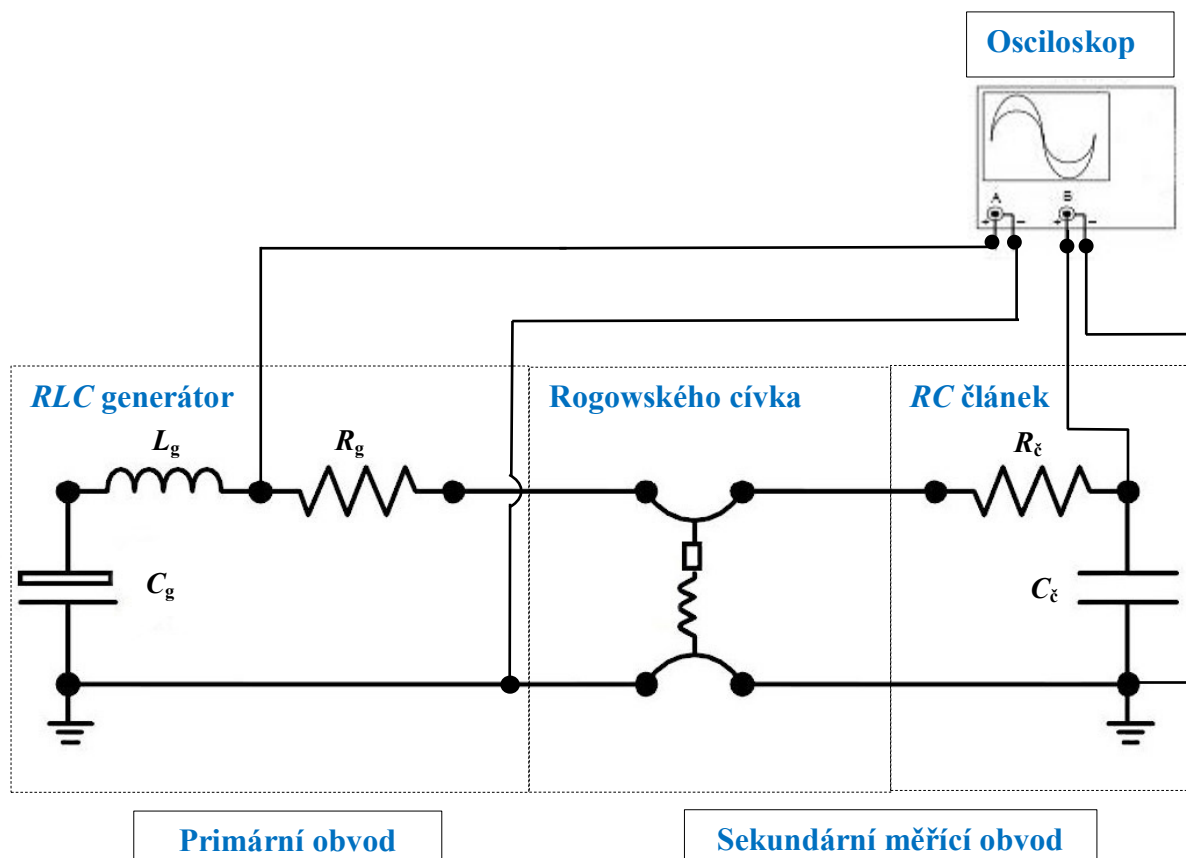 Osciloskop
A B
+ − + −
RLC generátor
Rogowského cívka
RC článek
Lg
Rg
Rč
Cg
Cč
Primární obvod
Sekundární měřící obvod